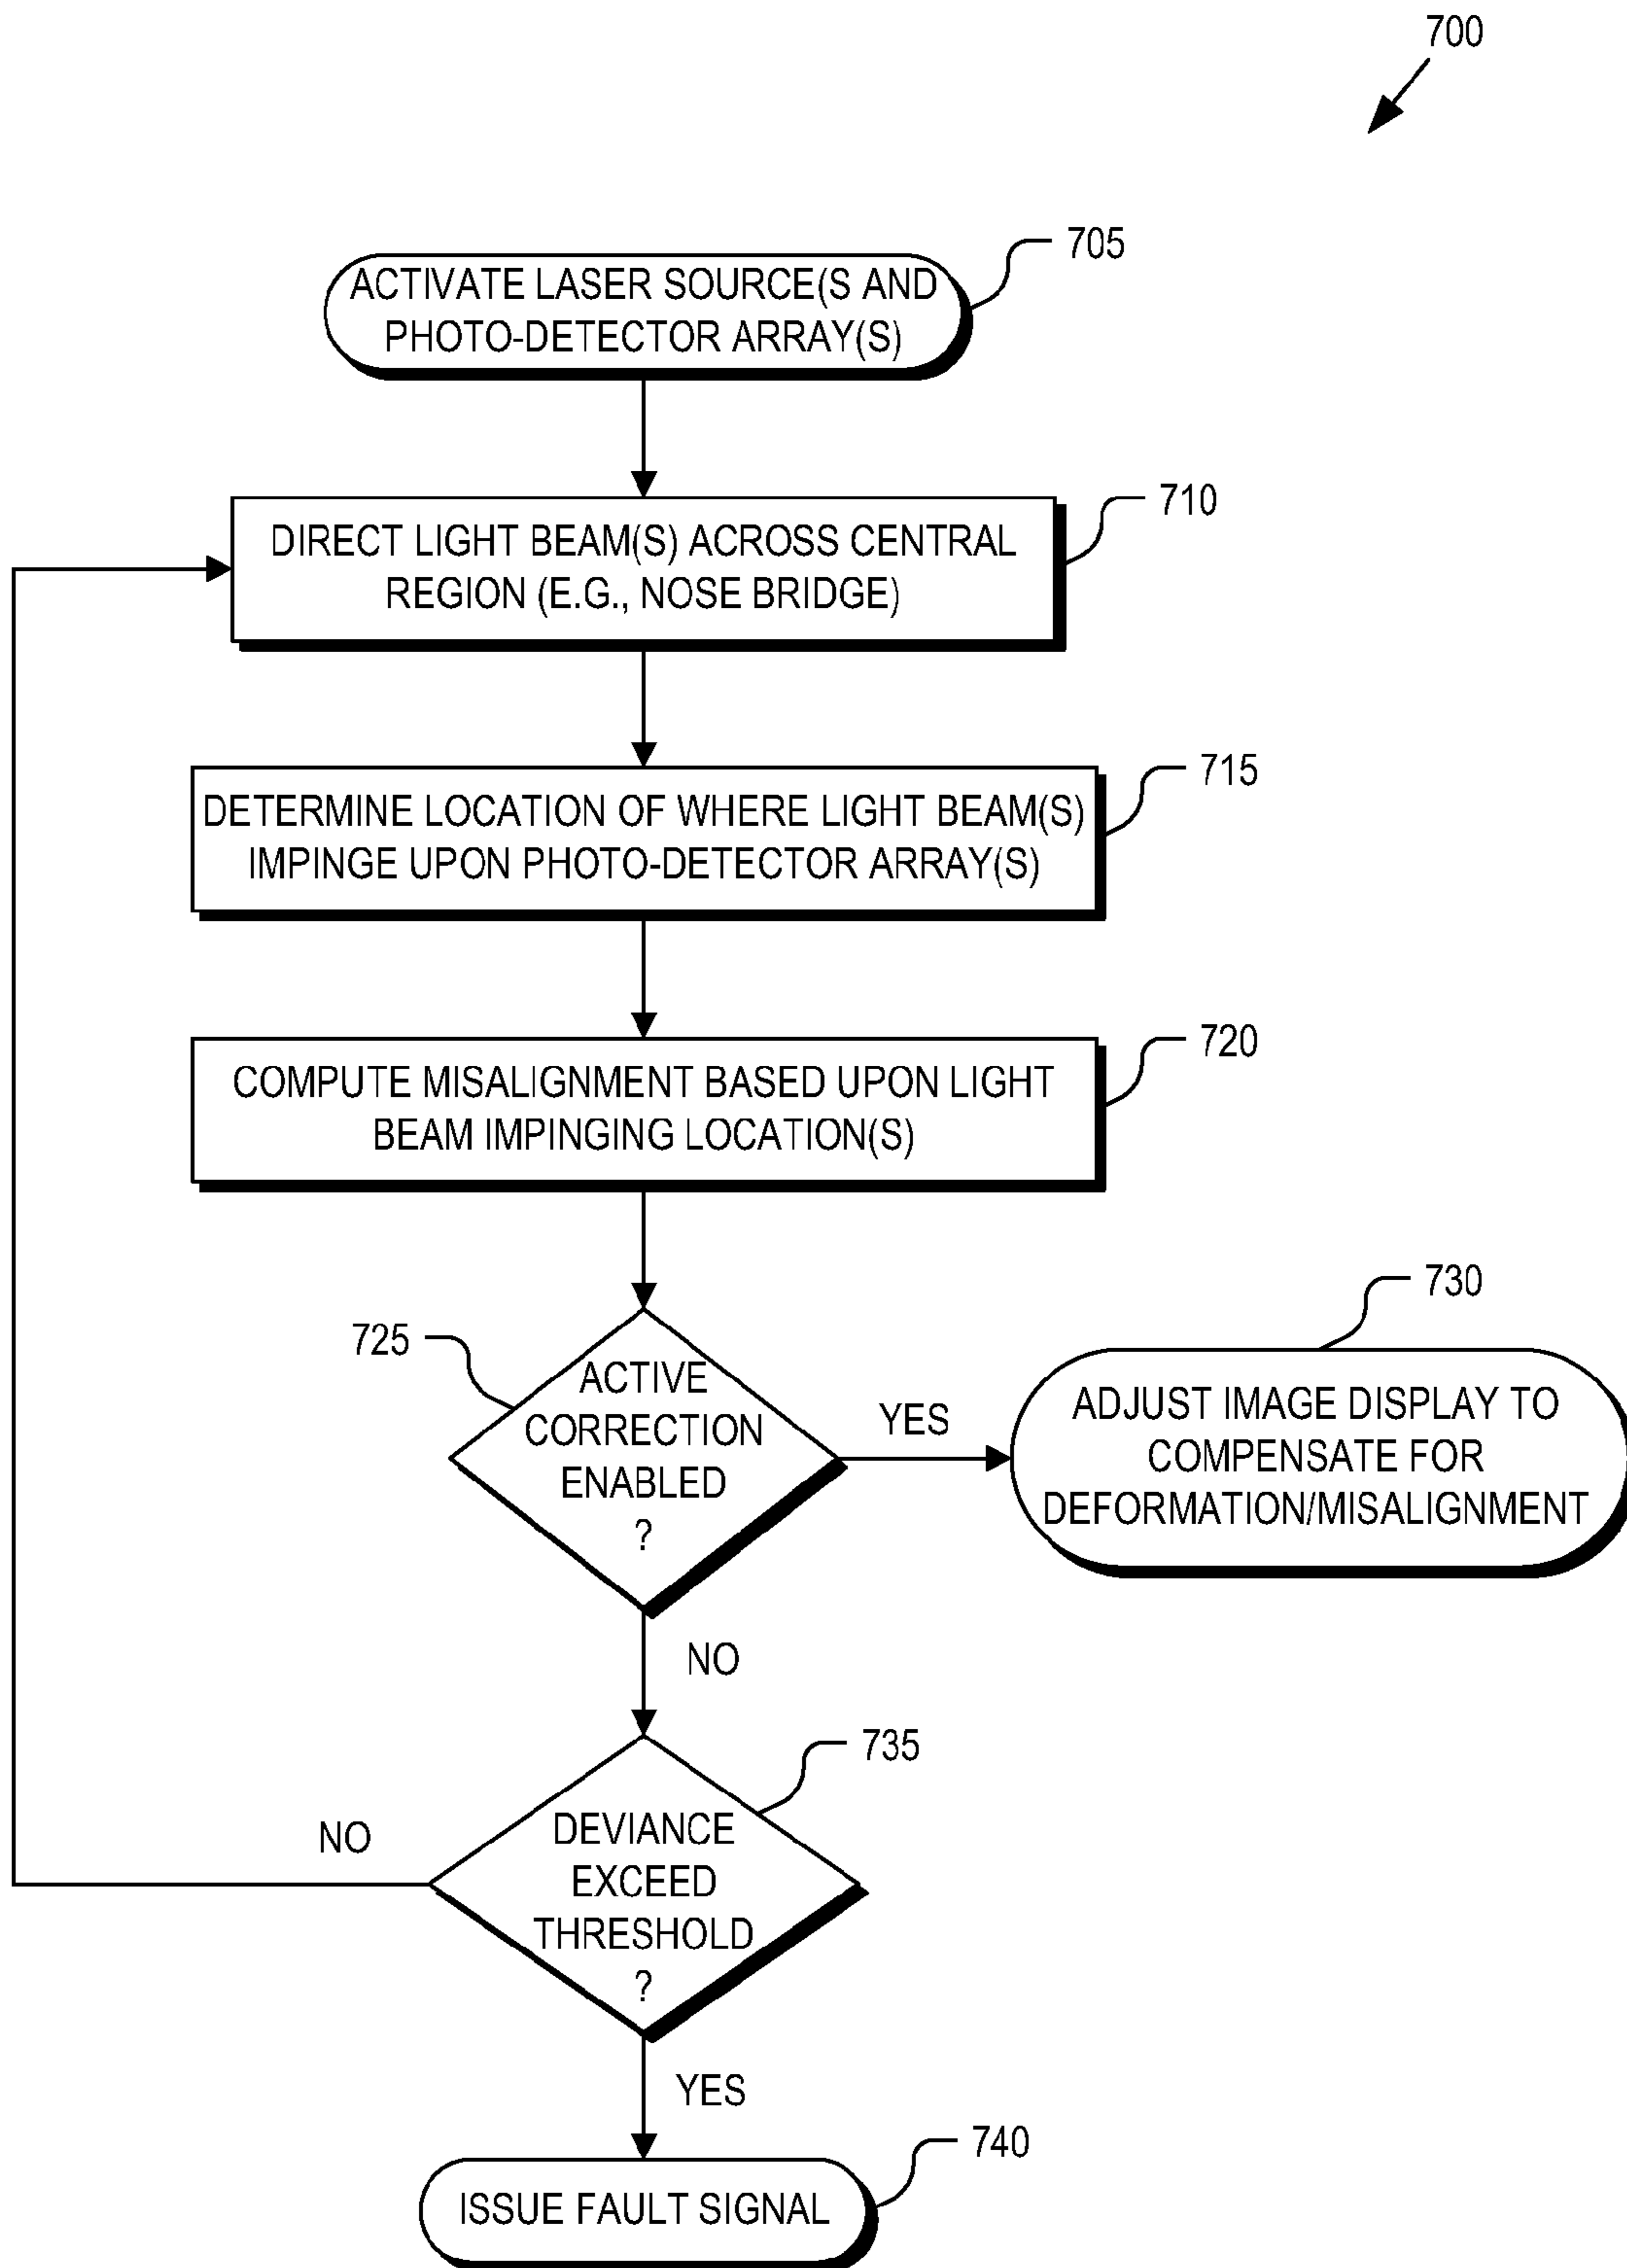 700
705
ACTIVATE LASER SOURCE(S AND
PHOTO-DETECTOR ARRAY(S)
710
DIRECT LIGHT BEAM(S) ACROSS CENTRAL
REGION (E.G., NOSE BRIDGE)
715
DETERMINE LOCATION OF WHERE LIGHT BEAM(S)
IMPINGE UPON PHOTO-DETECTOR ARRAY(S)
720
COMPUTE MISALIGNMENT BASED UPON LIGHT
BEAM IMPINGING LOCATION(S)
725
ACTIVE
CORRECTION
ENABLED
?
YES
730
ADJUST IMAGE DISPLAY TO
COMPENSATE FOR
DEFORMATION/MISALIGNMENT
NO
735
DEVIANCE
EXCEED
THRESHOLD
?
NO
YES
740
ISSUE FAULT SIGNAL